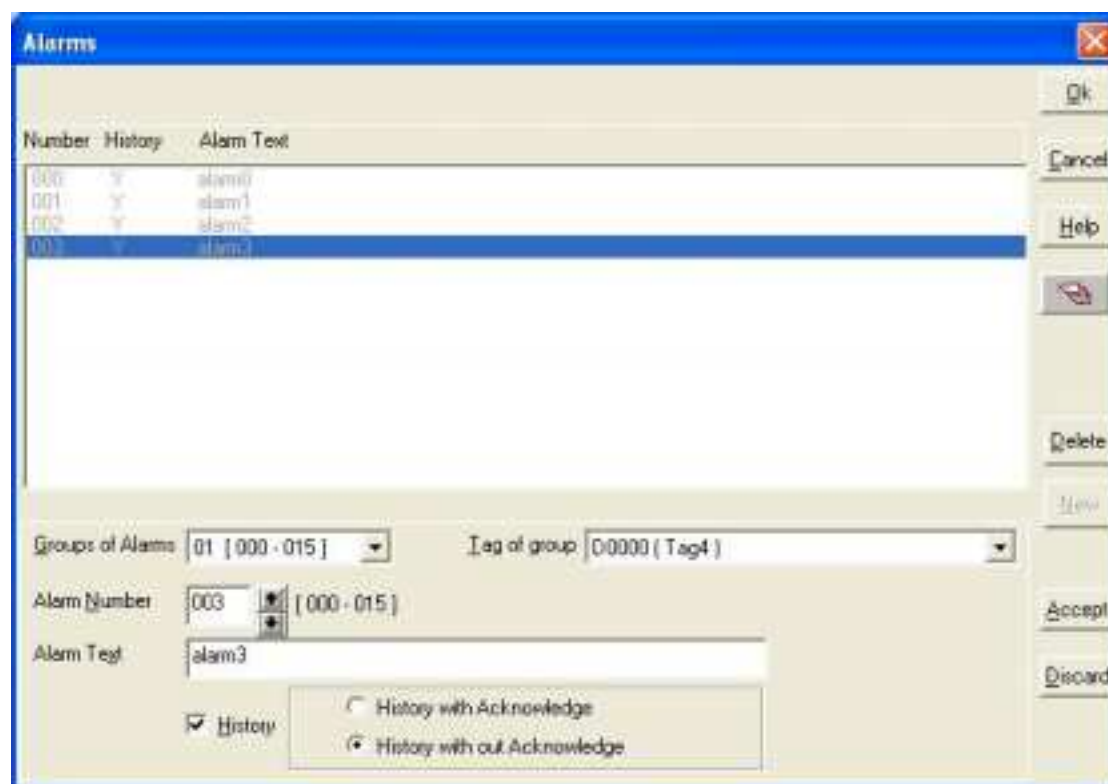 Alarms
Ok
Number History Alarm Text
Cancel
000 Y alarm0
001 Y alarm1
002 Y alarm2
003 Y alarm3
Help
Delete
New
Groups of Alarms 01 [ 000 - 015 ] Tag of group D0000 ( Tag4 )
Alarm Number 003 [ 000 - 015 ]
Accept
Alarm Text alarm3
Discard
History
History with Acknowledge
History with out Acknowledge